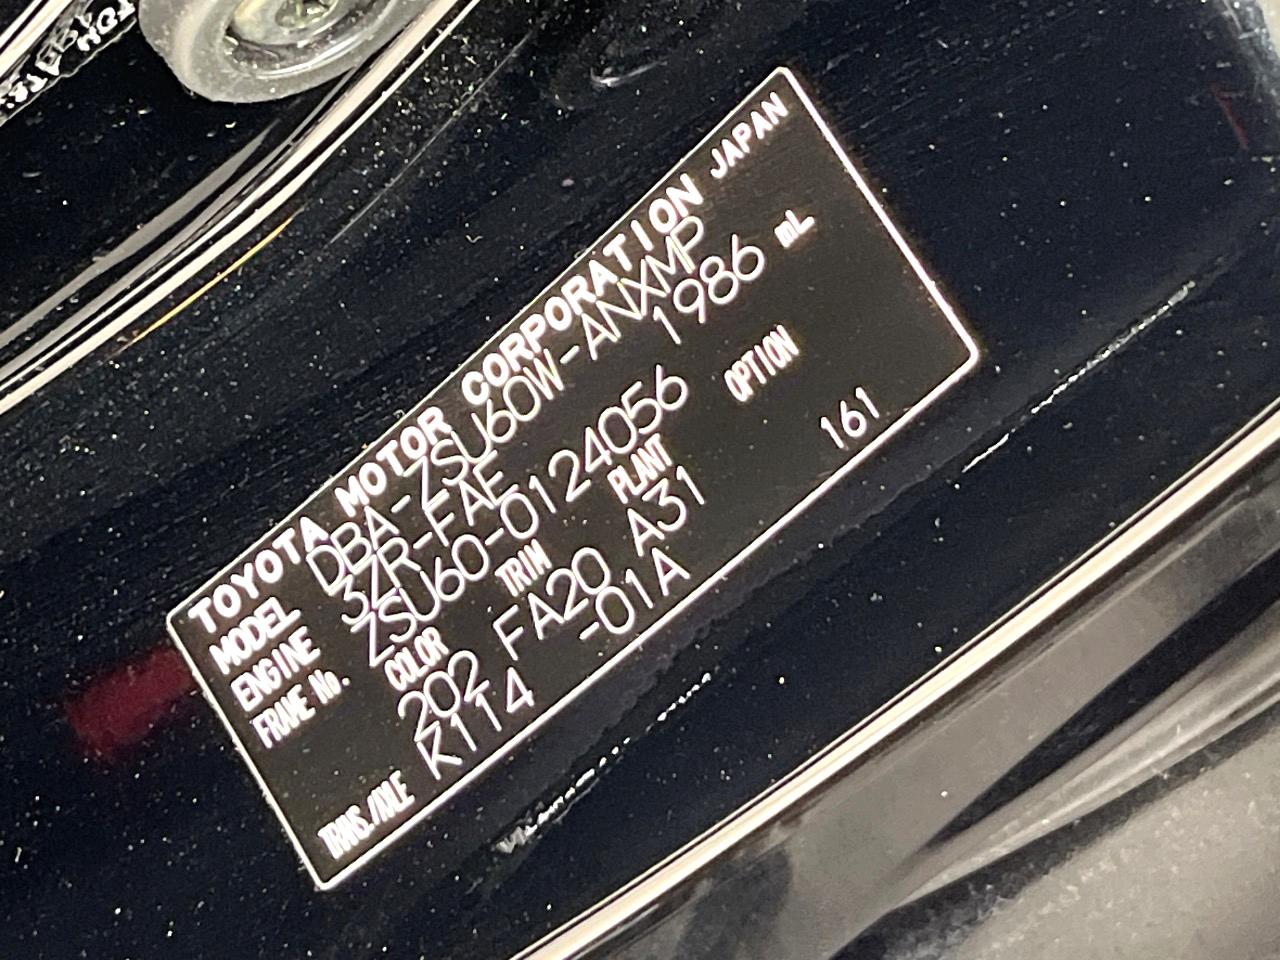 TOYOTA MOTOR CORPORATION JAPAN
MODEL DBA-ZSU60W-ANXMP
ENGINE 3ZR-FAE 1986 mL
FRAME No. ZSU60-0124056
COLOR TRIM PLANT OPTION
202 FA20 A31 161
TRANS./AXLE K114 -01A